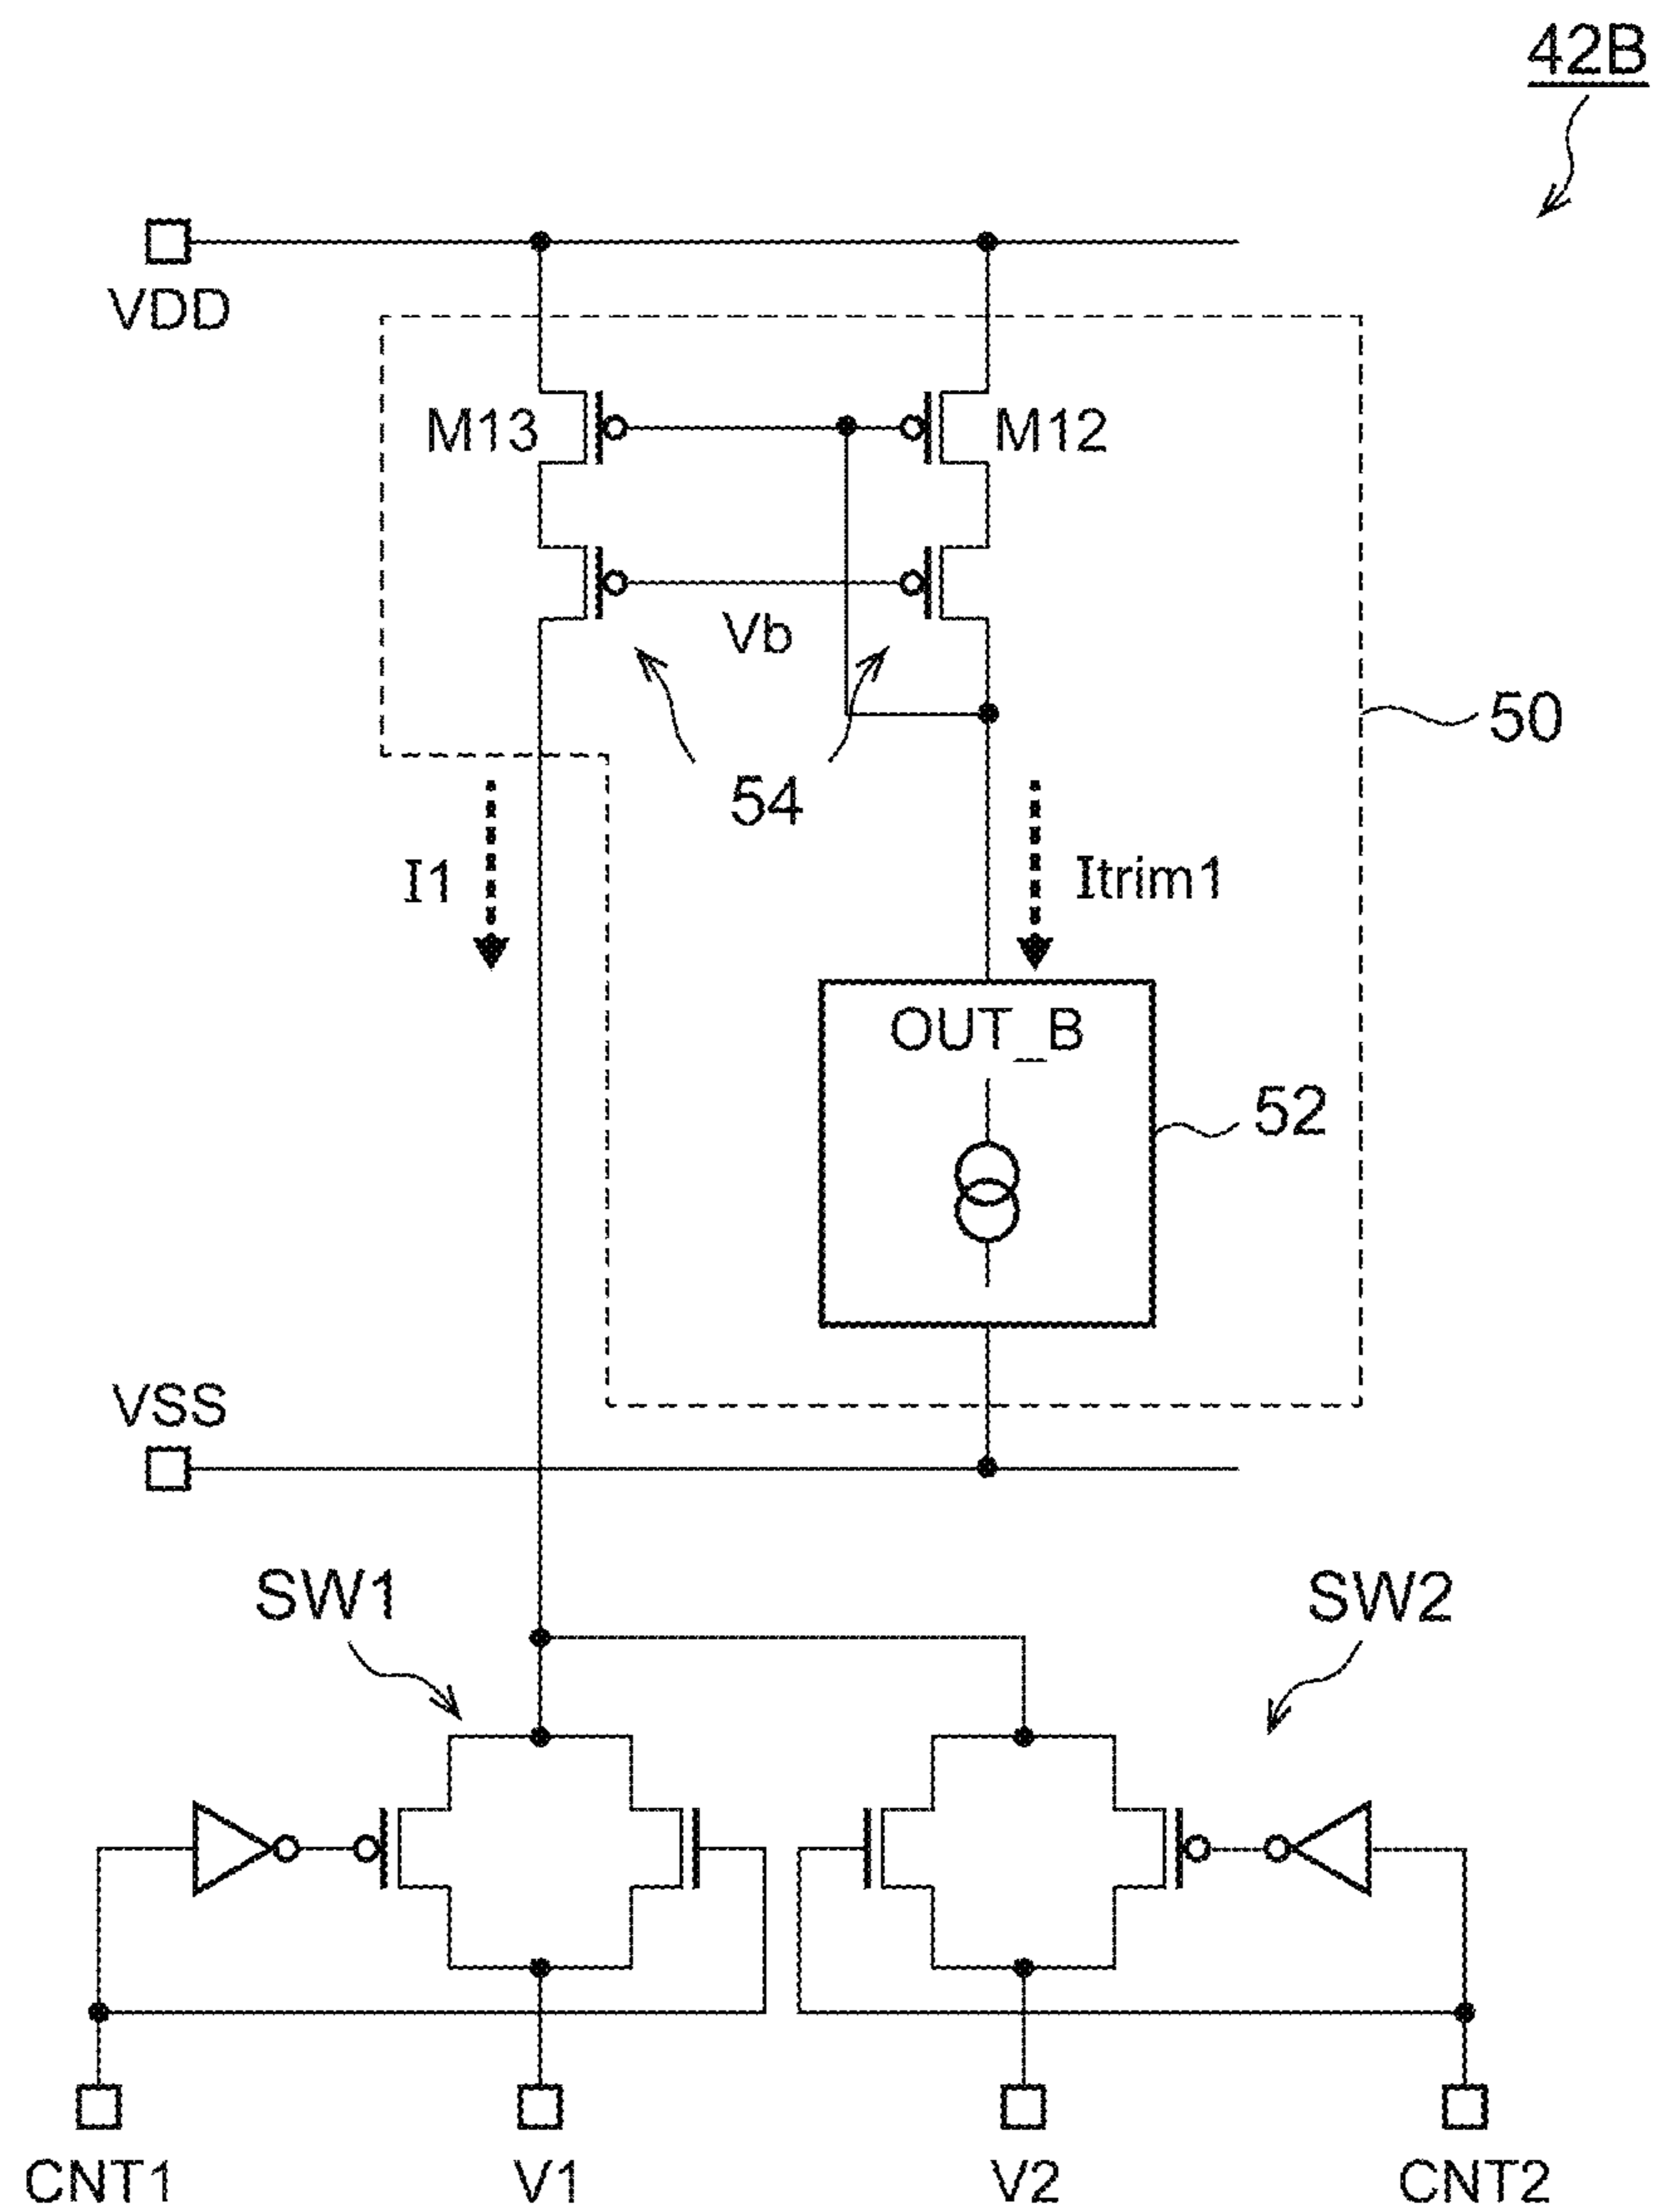 42B
VDD
M13
M12
Vb
50
54
I1
Itrim1
OUT_B
52
VSS
SW1
SW2
CNT1
V1
V2
CNT2